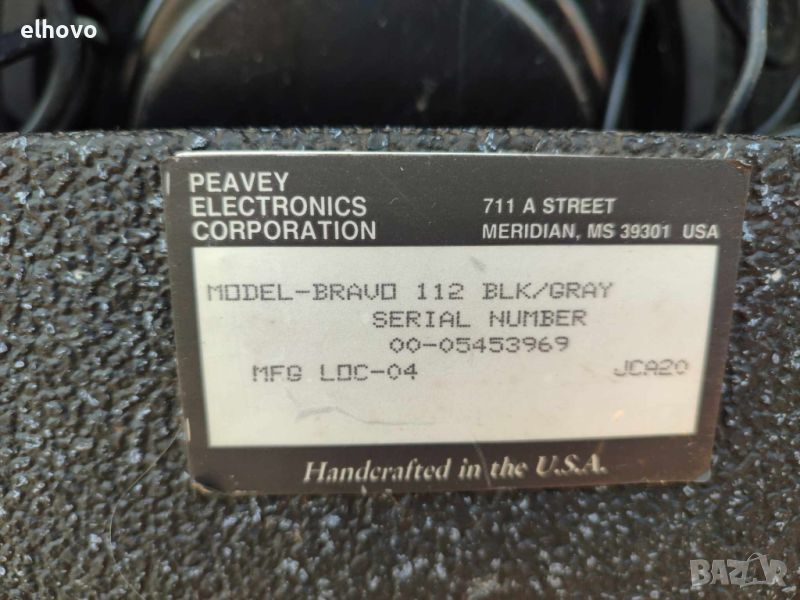 elhovo
PEAVEY
ELECTRONICS
CORPORATION
711 A STREET
MERIDIAN, MS 39301 USA
MODEL-BRAVO 112 BLK/GRAY
SERIAL NUMBER
00-05453969
MFG LOC-04 JCA20
Handcrafted in the U.S.A.
BAZAR